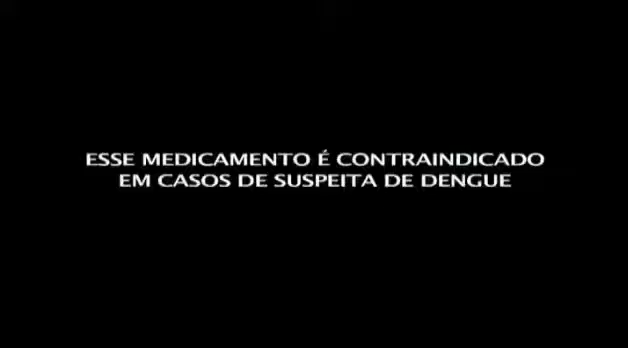 ESSE MEDICAMENTO É CONTRAINDICADO
EM CASOS DE SUSPEITA DE DENGUE